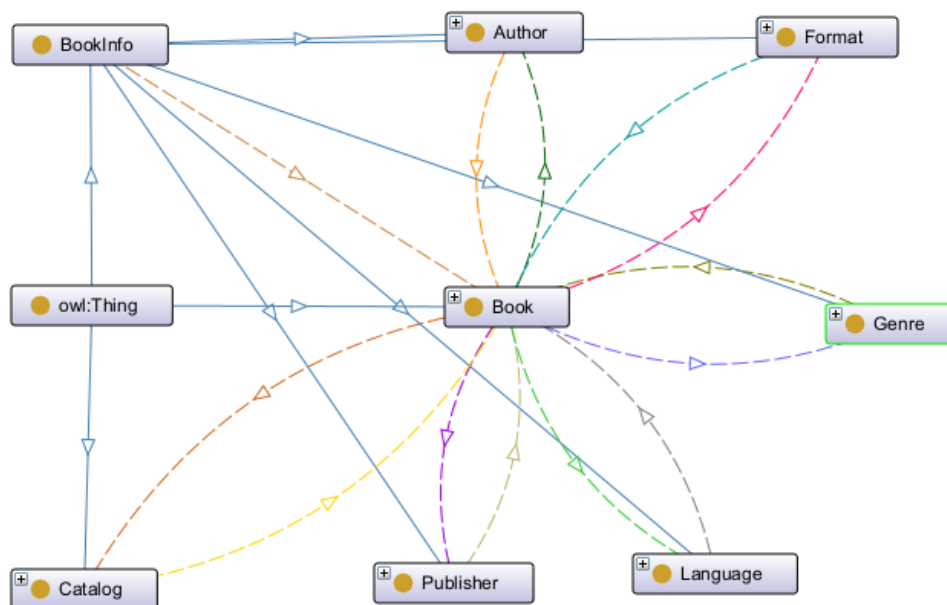 BookInfo
Author
Format
owl:Thing
Book
Genre
Catalog
Publisher
Language